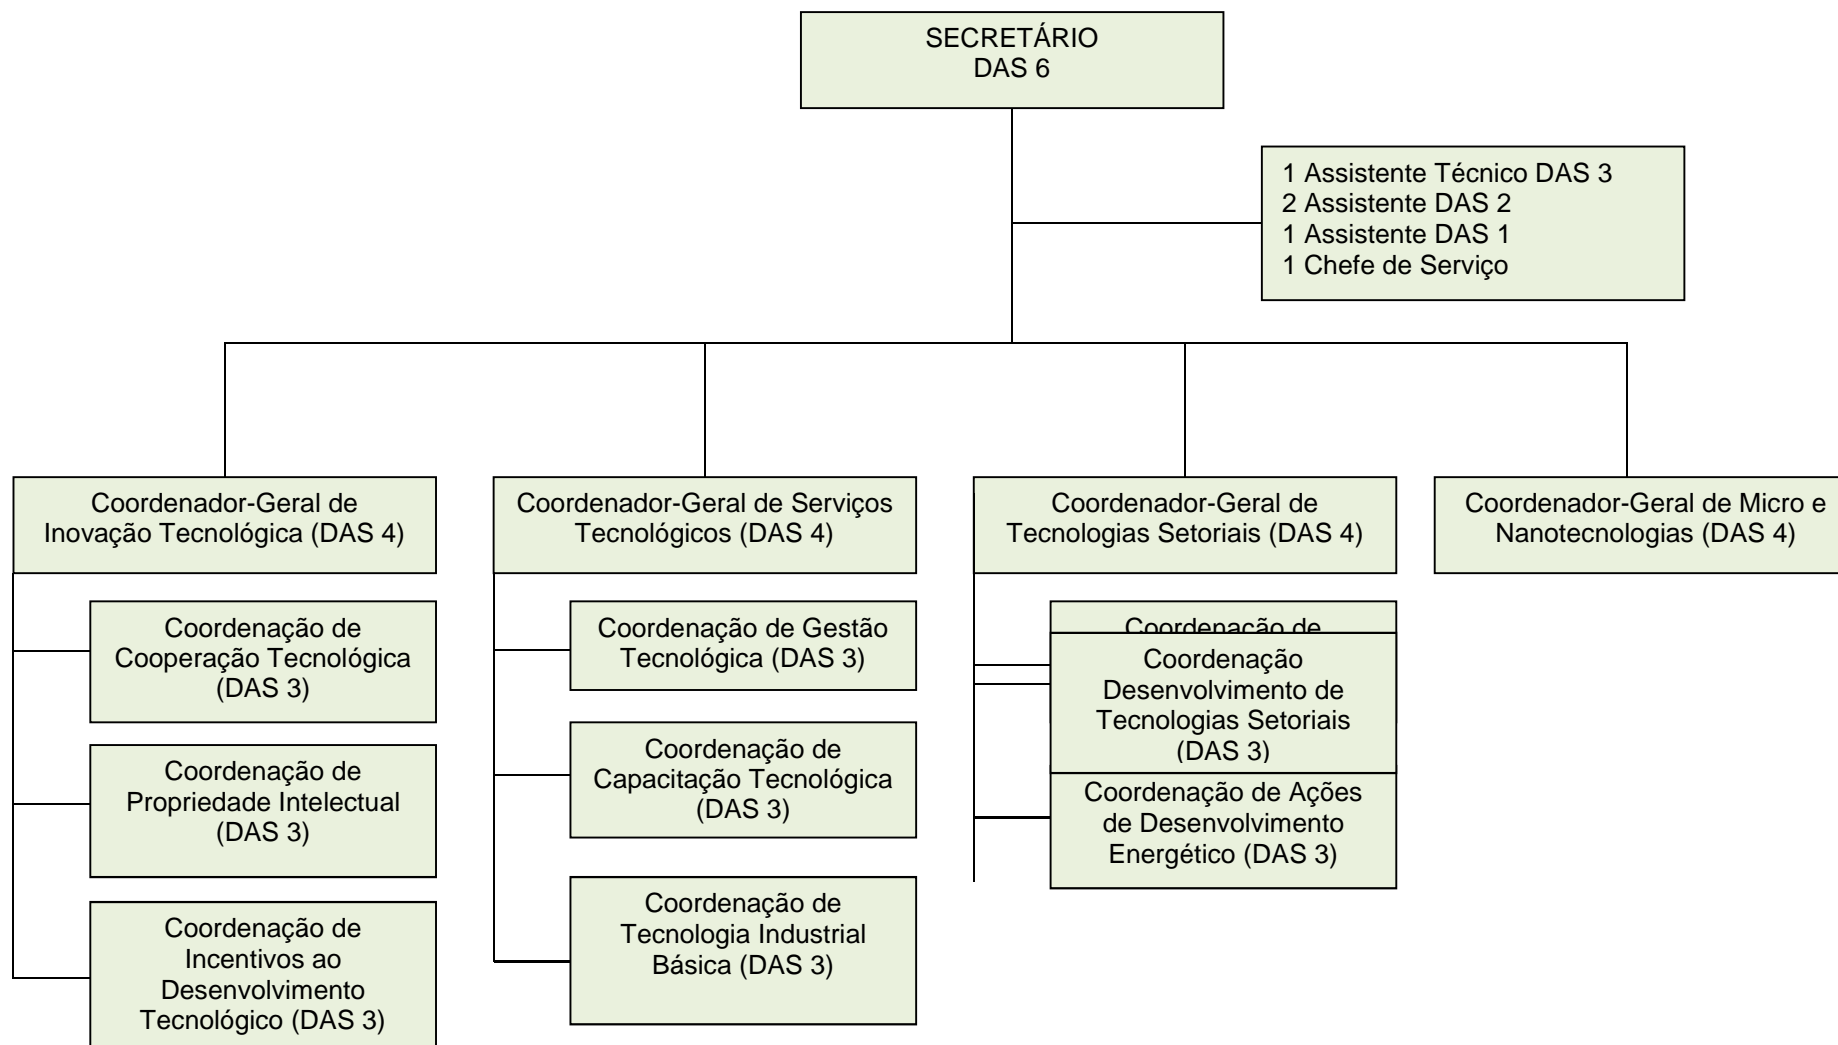 SECRETÁRIO
DAS 6
1 Assistente Técnico DAS 3
2 Assistente DAS 2
1 Assistente DAS 1
1 Chefe de Serviço
Coordenador-Geral de
Inovação Tecnológica (DAS 4)
Coordenador-Geral de Serviços
Tecnológicos (DAS 4)
Coordenador-Geral de
Tecnologias Setoriais (DAS 4)
Coordenador-Geral de Micro e
Nanotecnologias (DAS 4)
Coordenação de
Cooperação Tecnológica
(DAS 3)
Coordenação de
Propriedade Intelectual
(DAS 3)
Coordenação de
Incentivos ao
Desenvolvimento
Tecnológico (DAS 3)
Coordenação de Gestão
Tecnológica (DAS 3)
Coordenação de
Capacitação Tecnológica
(DAS 3)
Coordenação de
Tecnologia Industrial
Básica (DAS 3)
Coordenação de
Coordenação
Desenvolvimento de
Tecnologias Setoriais
(DAS 3)
Coordenação de Ações
de Desenvolvimento
Energético (DAS 3)